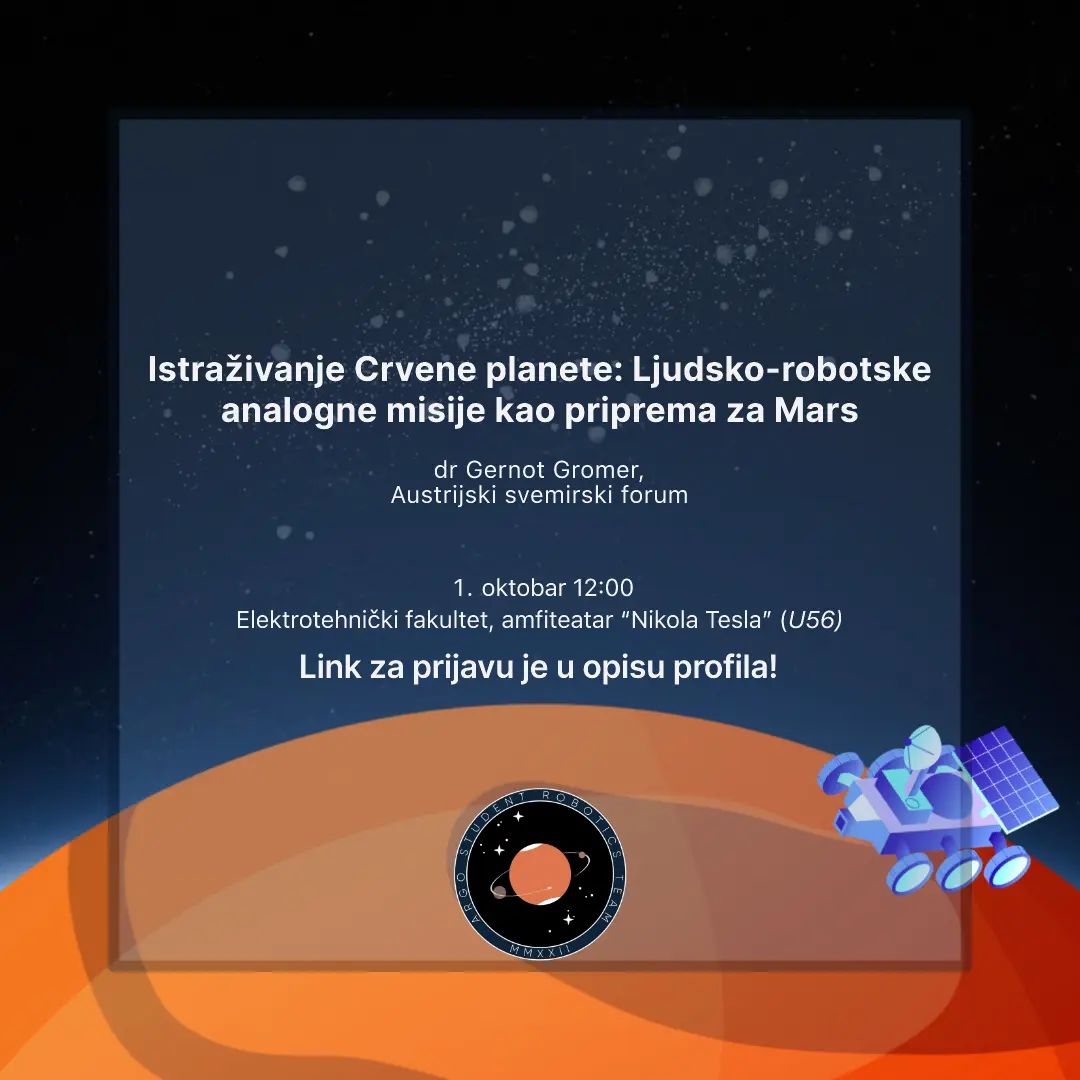 Istraživanje Crvene planete: Ljudsko-robotske
analogne misije kao priprema za Mars
dr Gernot Gromer,
Austrijski svemirski forum
1. oktobar 12:00
Elektrotehnički fakultet, amfiteatar “Nikola Tesla” (U56)
Link za prijavu je u opisu profila!
ARGO STUDENT ROBOTICS TEAM
MMXXII